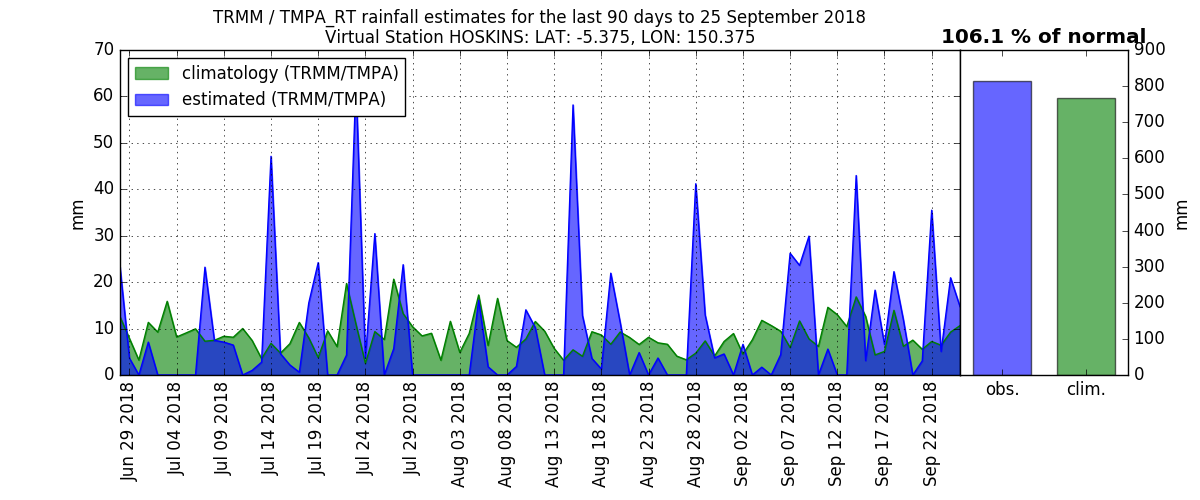 TRMM / TMPA_RT rainfall estimates for the last 90 days to 25 September 2018
Virtual Station HOSKINS: LAT: -5.375, LON: 150.375
106.1 % of normal
climatology (TRMM/TMPA)
estimated (TRMM/TMPA)
70
60
50
40
30
20
10
0
mm
Jun 29 2018
Jul 04 2018
Jul 09 2018
Jul 14 2018
Jul 19 2018
Jul 24 2018
Jul 29 2018
Aug 03 2018
Aug 08 2018
Aug 13 2018
Aug 18 2018
Aug 23 2018
Aug 28 2018
Sep 02 2018
Sep 07 2018
Sep 12 2018
Sep 17 2018
Sep 22 2018
obs.
clim.
900
800
700
600
500
400
300
200
100
0
mm